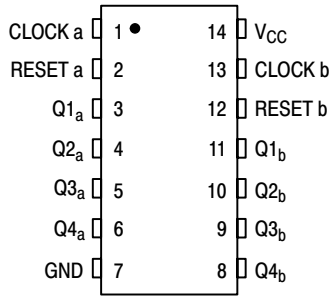 CLOCK a 1 14 VCC
RESET a 2 13 CLOCK b
Q1a 3 12 RESET b
Q2a 4 11 Q1b
Q3a 5 10 Q2b
Q4a 6 9 Q3b
GND 7 8 Q4b